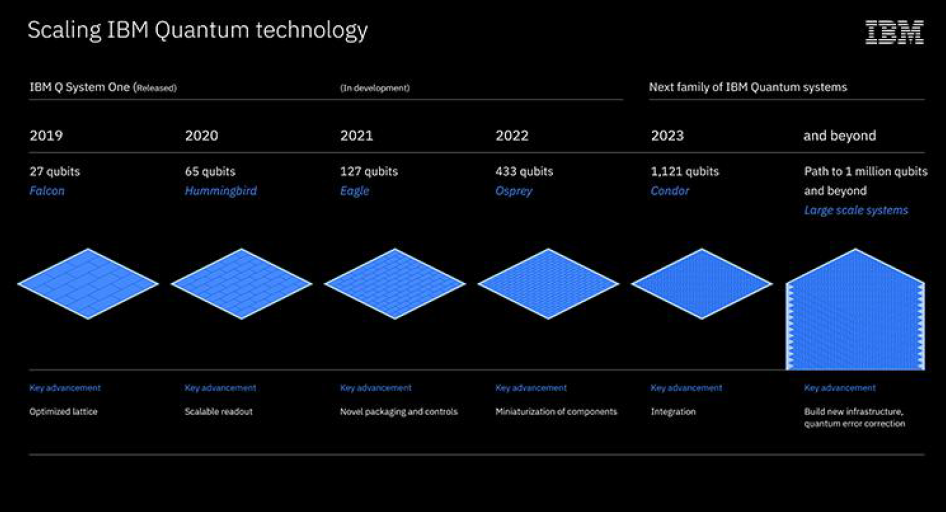 Scaling IBM Quantum technology
IBM
IBM Q System One (Released)
(In development)
Next family of IBM Quantum systems
2019
2020
2021
2022
2023
and beyond
27 qubits
65 qubits
127 qubits
433 qubits
1,121 qubits
Path to 1 million qubits
and beyond
Falcon
Hummingbird
Eagle
Osprey
Condor
Large scale systems
Key advancement
Key advancement
Key advancement
Key advancement
Key advancement
Key advancement
Optimized lattice
Scalable readout
Novel packaging and controls
Miniaturization of components
Integration
Build new infrastructure,
quantum error correction